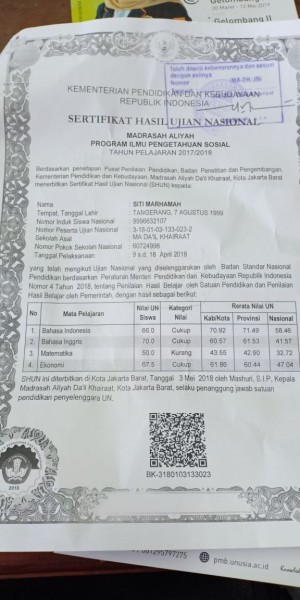 Gelombang I
20 Maret - 12 Mei 2019
Gelombang II
Telah diteliti kebenarannya dan sesuai
dengan aslinya
Nomor
KEMENTERIAN PENDIDIKAN DAN KEBUDAYAAN
REPUBLIK INDONESIA
SERTIFIKAT HASIL UJIAN NASIONAL
MADRASAH ALIYAH
PROGRAM ILMU PENGETAHUAN SOSIAL
TAHUN PELAJARAN 2017/2018
Berdasarkan penetapan Pusat Penilaian Pendidikan, Badan Penelitian dan Pengembangan,
Kementerian Pendidikan dan Kebudayaan, Madrasah Aliyah Da'il Khairaat, Kota Jakarta Barat
menerbitkan Sertifikat Hasil Ujian Nasional (SHUN) kepada:
Nama : SITI MARHAMAH
Tempat, Tanggal Lahir : TANGERANG, 7 AGUSTUS 1999
Nomor Induk Siswa Nasional : 9996632107
Nomor Peserta Ujian Nasional : 3-18-01-03-133-023-2
Sekolah Asal : MA DA'IL KHAIRAAT
Nomor Pokok Sekolah Nasional : 60724996
Tanggal Pelaksanaan : 9 s.d. 18 April 2018
yang telah mengikuti Ujian Nasional yang diselenggarakan oleh Badan Standar Nasional
Pendidikan berdasarkan Peraturan Menteri Pendidikan dan Kebudayaan Republik Indonesia
Nomor 4 Tahun 2018, tentang Penilaian Hasil Belajar oleh Satuan Pendidikan dan Penilaian
Hasil Belajar oleh Pemerintah, dengan hasil sebagai berikut:
No Mata Pelajaran Nilai UN Siswa Kategori Nilai Rerata Nilai UN
Kab/Kota Provinsi Nasional
1. Bahasa Indonesia 66.0 Cukup 70.92 71.49 58.46
2. Bahasa Inggris 70.0 Cukup 60.57 61.53 41.57
3. Matematika 50.0 Kurang 43.55 42.90 32.72
4. Ekonomi 67.5 Cukup 61.86 60.44 47.04
SHUN ini diterbitkan di Kota Jakarta Barat, Tanggal 3 Mei 2018 oleh Mashuri, S.I.P, Kepala
Madrasah Aliyah Da'il Khairaat, Kota Jakarta Barat, selaku penanggung jawab satuan
pendidikan penyelenggara UN.
BK-3180103133023
2018
081295797275
pmb.unusia.ac.id